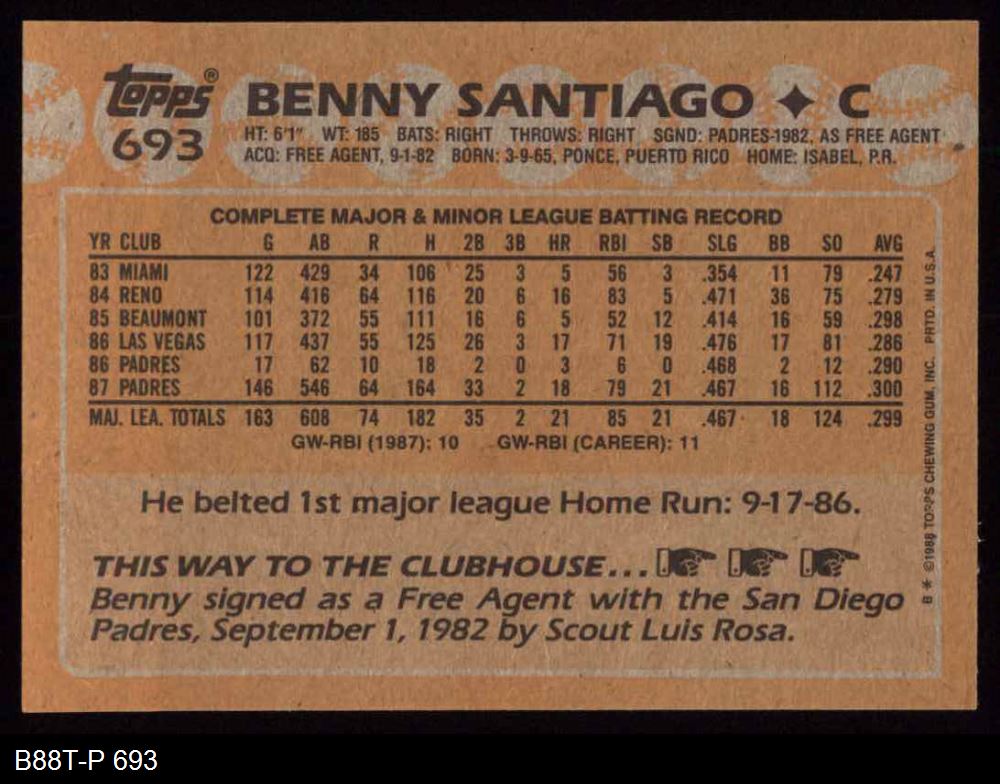 topps® BENNY SANTIAGO ✦ C
693 HT: 6'1" WT: 185 BATS: RIGHT THROWS: RIGHT SGND: PADRES-1982, AS FREE AGENT
ACQ: FREE AGENT, 9-1-82 BORN: 3-9-65, PONCE, PUERTO RICO HOME: ISABEL, P.R.
COMPLETE MAJOR & MINOR LEAGUE BATTING RECORD
YR CLUB G AB R H 2B 3B HR RBI SB SLG BB SO AVG
83 MIAMI 122 429 34 106 25 3 5 56 3 .354 11 79 .247
84 RENO 114 416 64 116 20 6 16 83 5 .471 36 75 .279
85 BEAUMONT 101 372 55 111 16 6 5 52 12 .414 16 59 .298
86 LAS VEGAS 117 437 55 125 26 3 17 71 19 .476 17 81 .286
86 PADRES 17 62 10 18 2 0 3 6 0 .468 2 12 .290
87 PADRES 146 546 64 164 33 2 18 79 21 .467 16 112 .300
MAJ. LEA. TOTALS 163 608 74 182 35 2 21 85 21 .467 18 124 .299
GW-RBI (1987): 10 GW-RBI (CAREER): 11
He belted 1st major league Home Run: 9-17-86.
THIS WAY TO THE CLUBHOUSE...
Benny signed as a Free Agent with the San Diego
Padres, September 1, 1982 by Scout Luis Rosa.
B * ©1988 TOPPS CHEWING GUM, INC. PRTD. IN U.S.A.
B88T-P 693